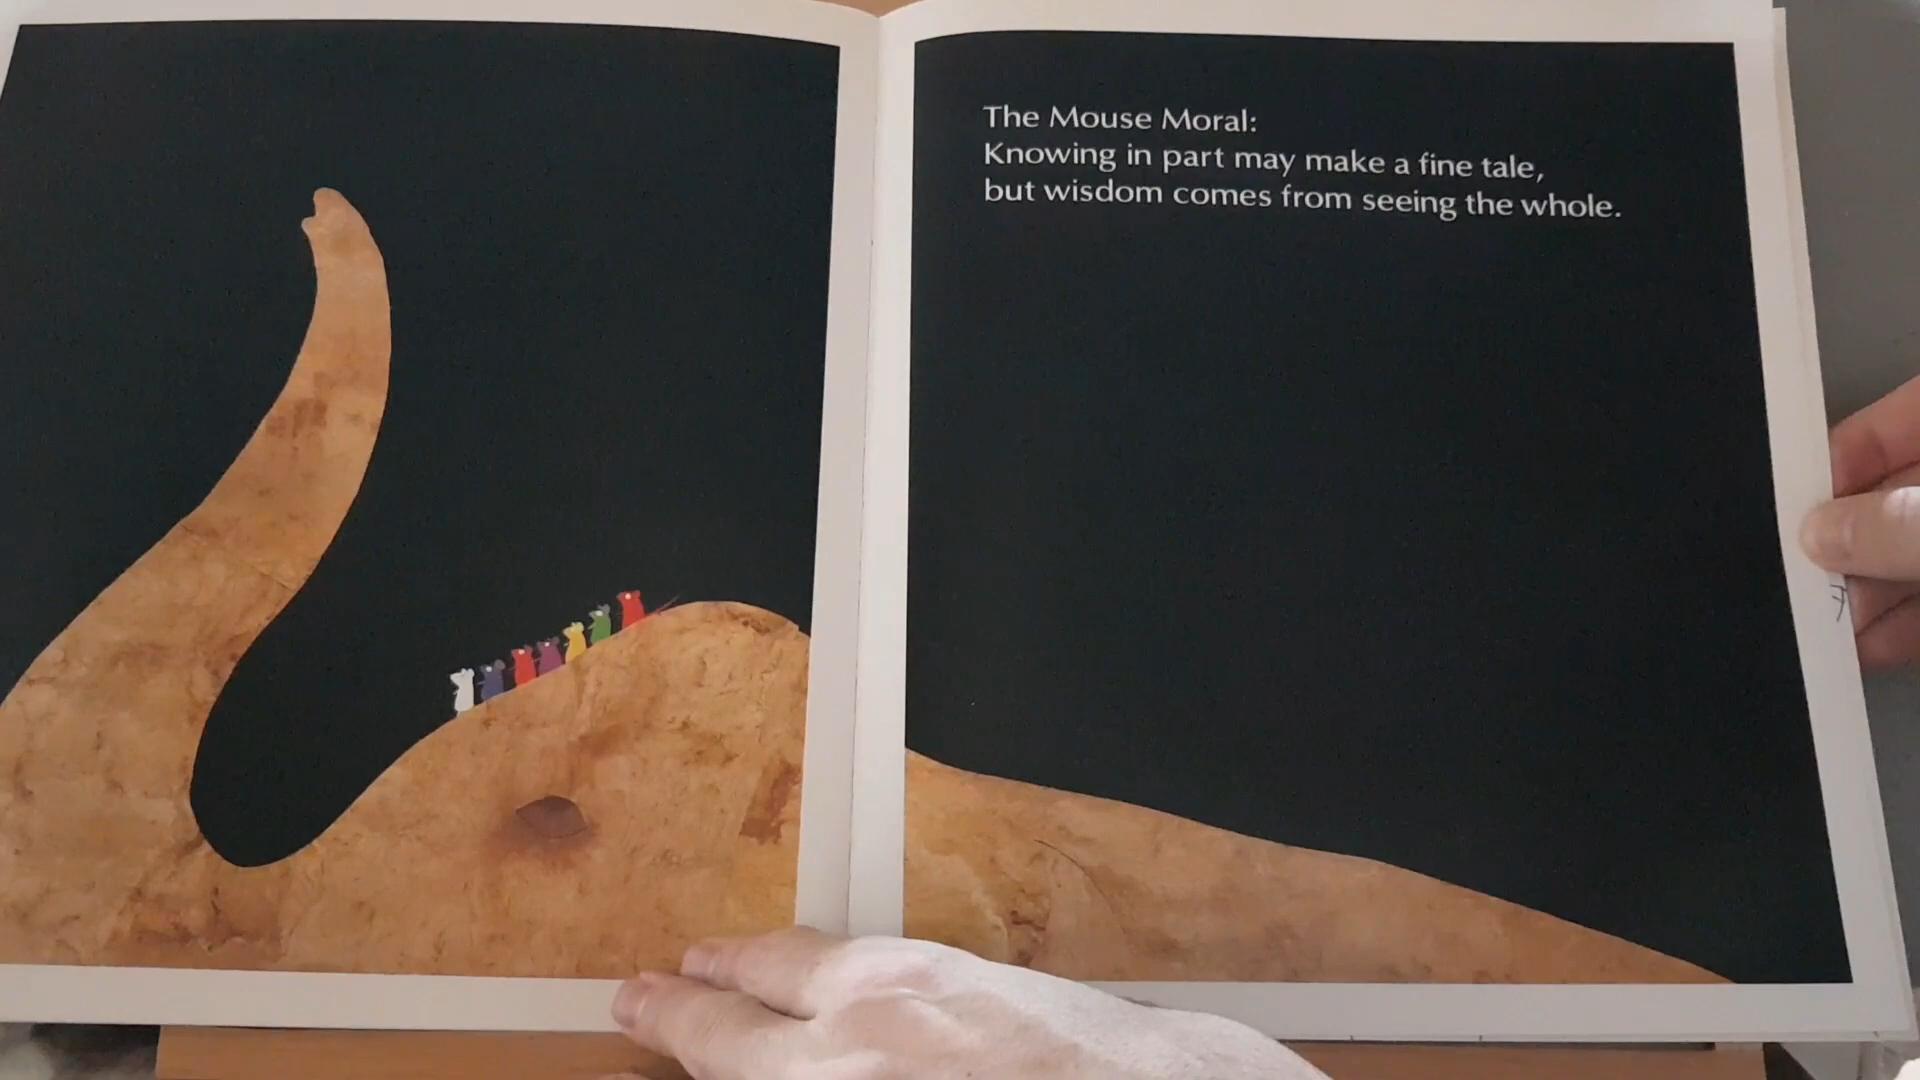 The Mouse Moral:
Knowing in part may make a fine tale,
but wisdom comes from seeing the whole.